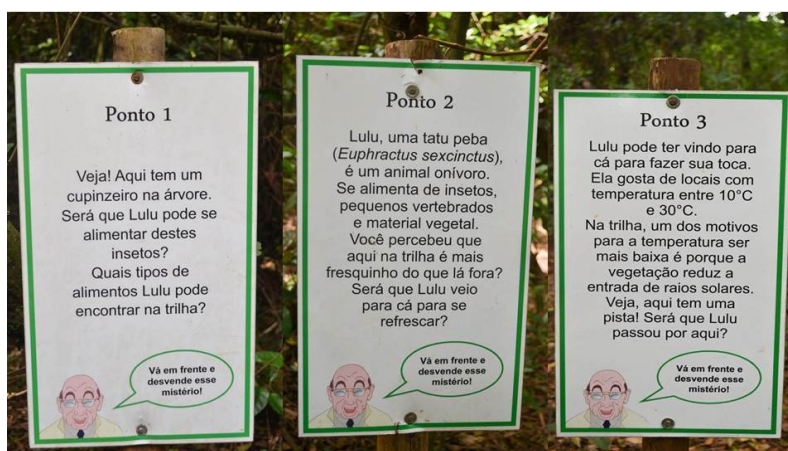 Ponto 1
Veja! Aqui tem um
cupinzeiro na árvore.
Será que Lulu pode se
alimentar destes
insetos?
Quais tipos de
alimentos Lulu pode
encontrar na trilha?
Vá em frente e
desvende esse
mistério!
Ponto 2
Lulu, uma tatu peba
(Euphractus sexcinctus),
é um animal onívoro.
Se alimenta de insetos,
pequenos vertebrados
e material vegetal.
Você percebeu que
aqui na trilha é mais
fresquinho do que lá fora?
Será que Lulu veio
para cá para se
refrescar?
Vá em frente e
desvende esse
mistério!
Ponto 3
Lulu pode ter vindo para
cá para fazer sua toca.
Ela gosta de locais com
temperatura entre 10°C
e 30°C.
Na trilha, um dos motivos
para a temperatura ser
mais baixa é porque a
vegetação reduz a
entrada de raios solares.
Veja, aqui tem uma
pista! Será que Lulu
passou por aqui?
Vá em frente e
desvende esse
mistério!